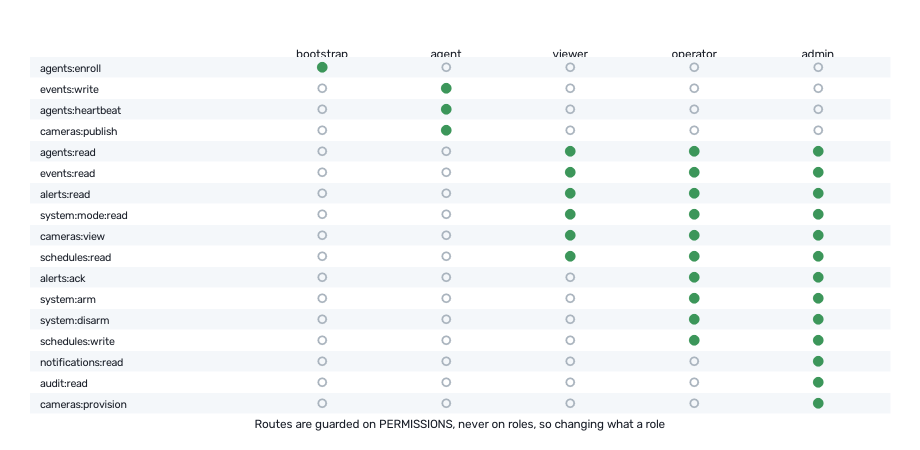 bootstrap agent viewer operator admin
agents:enroll
events:write
agents:heartbeat
cameras:publish
agents:read
events:read
alerts:read
system:mode:read
cameras:view
schedules:read
alerts:ack
system:arm
system:disarm
schedules:write
notifications:read
audit:read
cameras:provision
Routes are guarded on PERMISSIONS, never on roles, so changing what a role